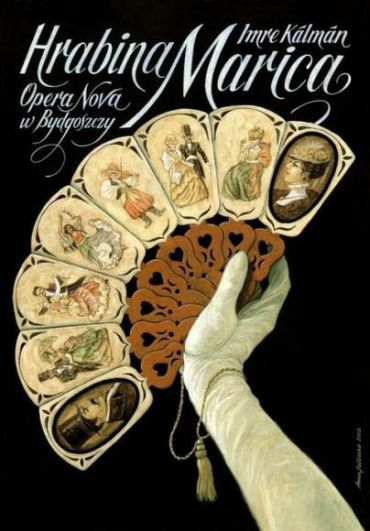 Imre Kálmán
Hrabina
Marica
Opera Nova
w Bydgoszczy